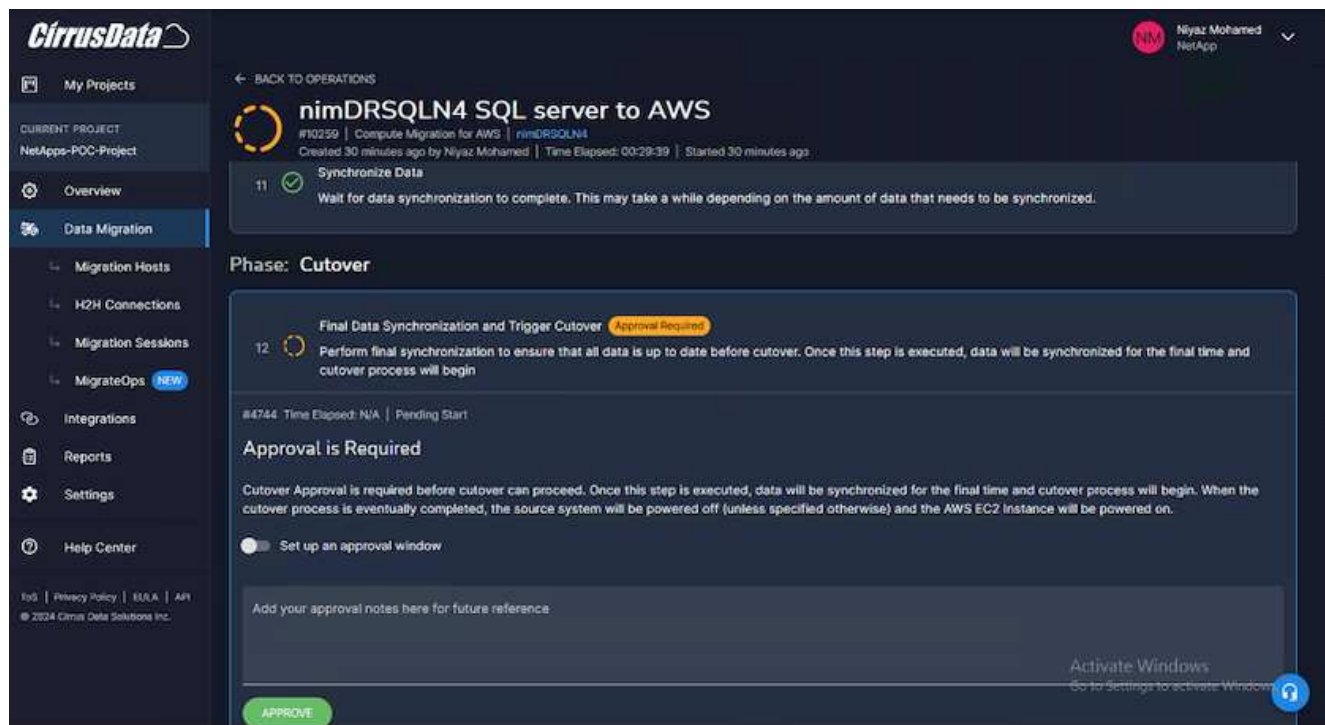 CirrusData
NM
Niyaz Mohamed
NetApp
My Projects
CURRENT PROJECT
NetApps-POC-Project
Overview
Data Migration
Migration Hosts
H2H Connections
Migration Sessions
MigrateOps NEW
Integrations
Reports
Settings
Help Center
ToS | Privacy Policy | EULA | API
© 2024 Cirrus Data Solutions Inc.
← BACK TO OPERATIONS
nimDRSQLN4 SQL server to AWS
#10259 | Compute Migration for AWS | nimDRSQLN4
Created 30 minutes ago by Niyaz Mohamed | Time Elapsed: 00:29:39 | Started 30 minutes ago
11 Synchronize Data
Wait for data synchronization to complete. This may take a while depending on the amount of data that needs to be synchronized.
Phase: Cutover
Final Data Synchronization and Trigger Cutover Approval Required
12 Perform final synchronization to ensure that all data is up to date before cutover. Once this step is executed, data will be synchronized for the final time and
cutover process will begin
#4744 Time Elapsed: N/A | Pending Start
Approval is Required
Cutover Approval is required before cutover can proceed. Once this step is executed, data will be synchronized for the final time and cutover process will begin. When the
cutover process is eventually completed, the source system will be powered off (unless specified otherwise) and the AWS EC2 Instance will be powered on.
Set up an approval window
Add your approval notes here for future reference
Activate Windows
Go to Settings to activate Windows
APPROVE